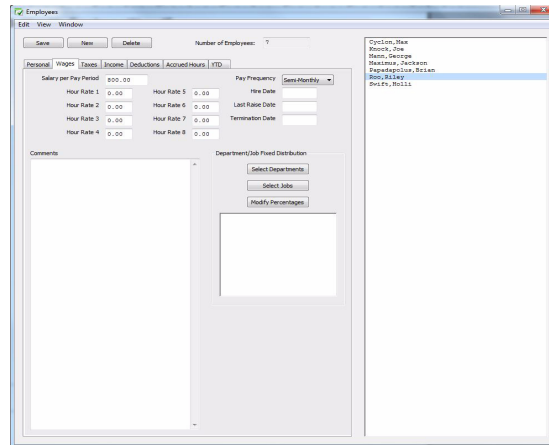 Employees
Edit View Window
Save New Delete Number of Employees: 7
Personal Wages Taxes Income Deductions Accrued Hours YTD
Salary per Pay Period 800.00 Pay Frequency Semi-Monthly
Hour Rate 1 0.00 Hour Rate 5 0.00 Hire Date
Hour Rate 2 0.00 Hour Rate 6 0.00 Last Raise Date
Hour Rate 3 0.00 Hour Rate 7 0.00 Termination Date
Hour Rate 4 0.00 Hour Rate 8 0.00
Comments
Department/Job Fixed Distribution
Select Departments
Select Jobs
Modify Percentages
Cyclon,Max
Knock,Joe
Mann,George
Maximus,Jackson
Papadapolus,Brian
Roo,Riley
Swift,Holli